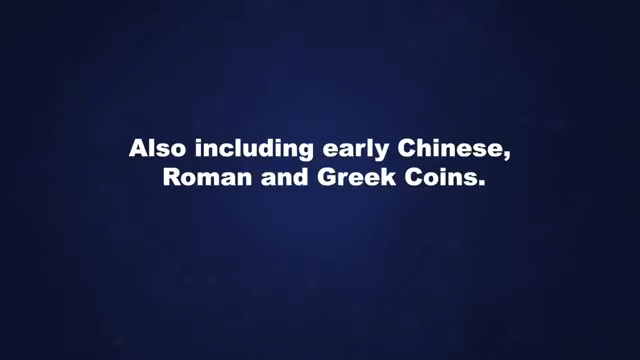 Also including early Chinese,
Roman and Greek Coins.